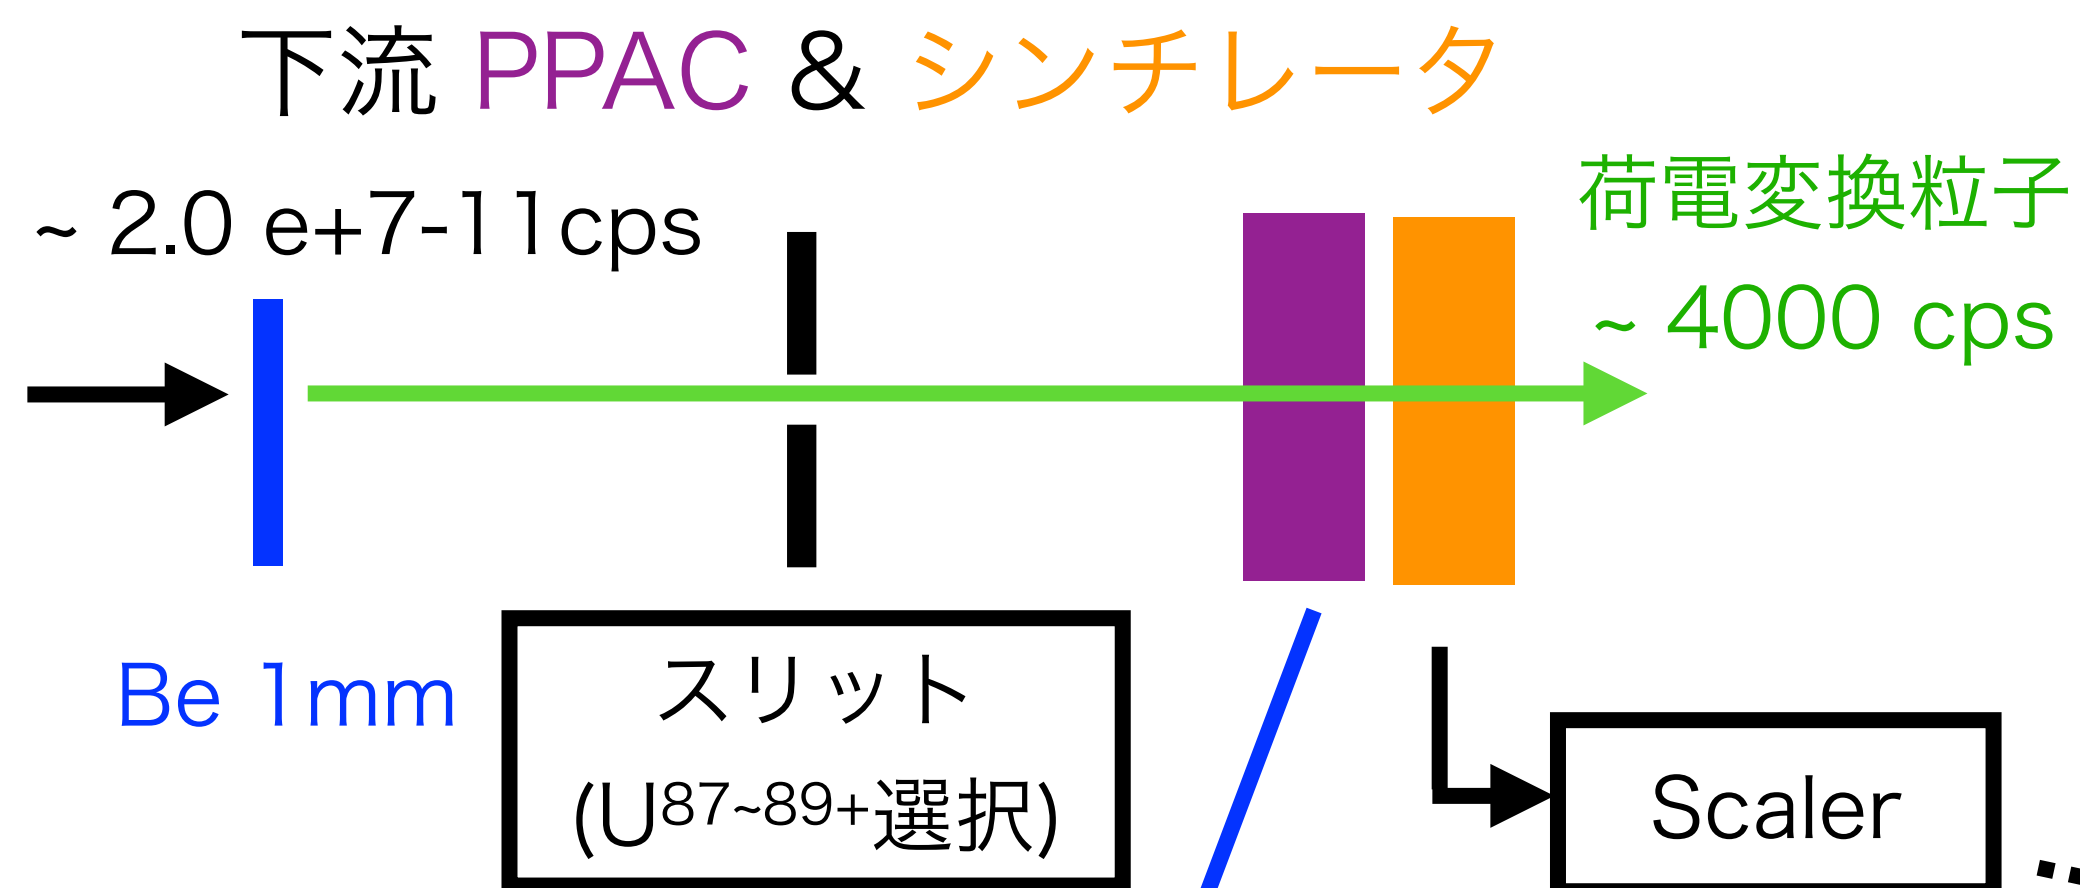 下流 PPAC & シンチレータ
~ 2.0 e+7-11cps
荷電変換粒子
~ 4000 cps
Be 1mm
スリット
(U87~89+選択)
Scaler